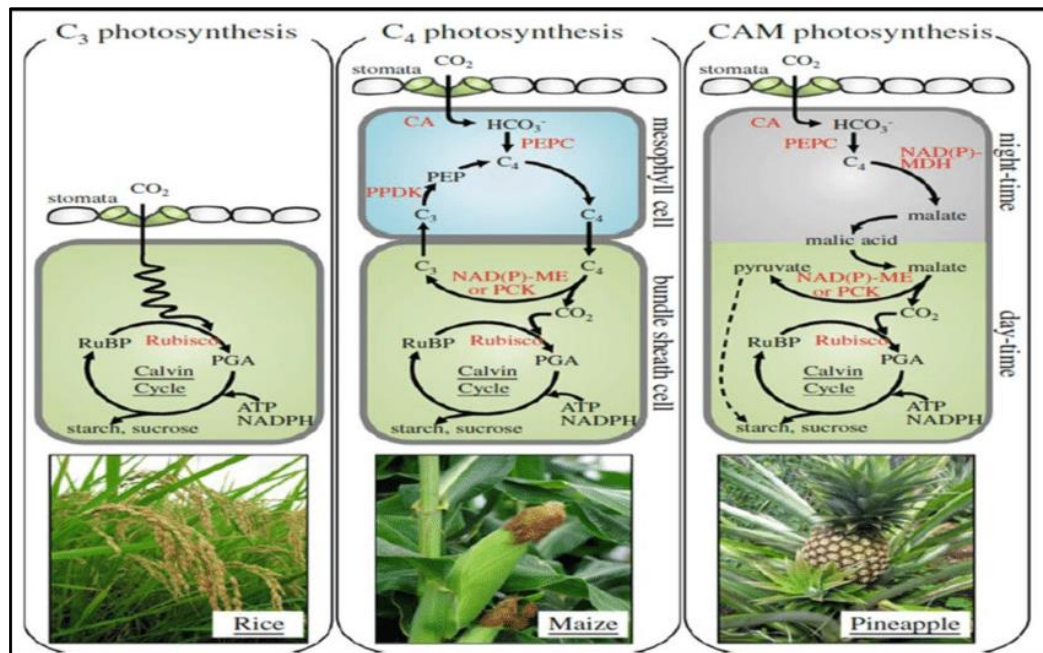 C₃ photosynthesis
stomata
CO₂
RuBP
Rubisco
PGA
Calvin
Cycle
ATP
NADPH
starch, sucrose
Rice
C₄ photosynthesis
CO₂
stomata
CA
HCO₃⁻
PEPC
PEP
C₄
PPDK
C₃
C₄
mesophyll cell
C₃
C₄
NAD(P)-ME
or PCK
CO₂
RuBP
Rubisco
PGA
Calvin
Cycle
ATP
NADPH
starch, sucrose
bundle sheath cell
Maize
CAM photosynthesis
CO₂
stomata
CA
HCO₃⁻
PEPC
NAD(P)-
MDH
C₄
malate
malic acid
night-time
pyruvate
malate
NAD(P)-ME
or PCK
CO₂
RuBP
Rubisco
PGA
Calvin
Cycle
ATP
NADPH
starch, sucrose
day-time
Pineapple